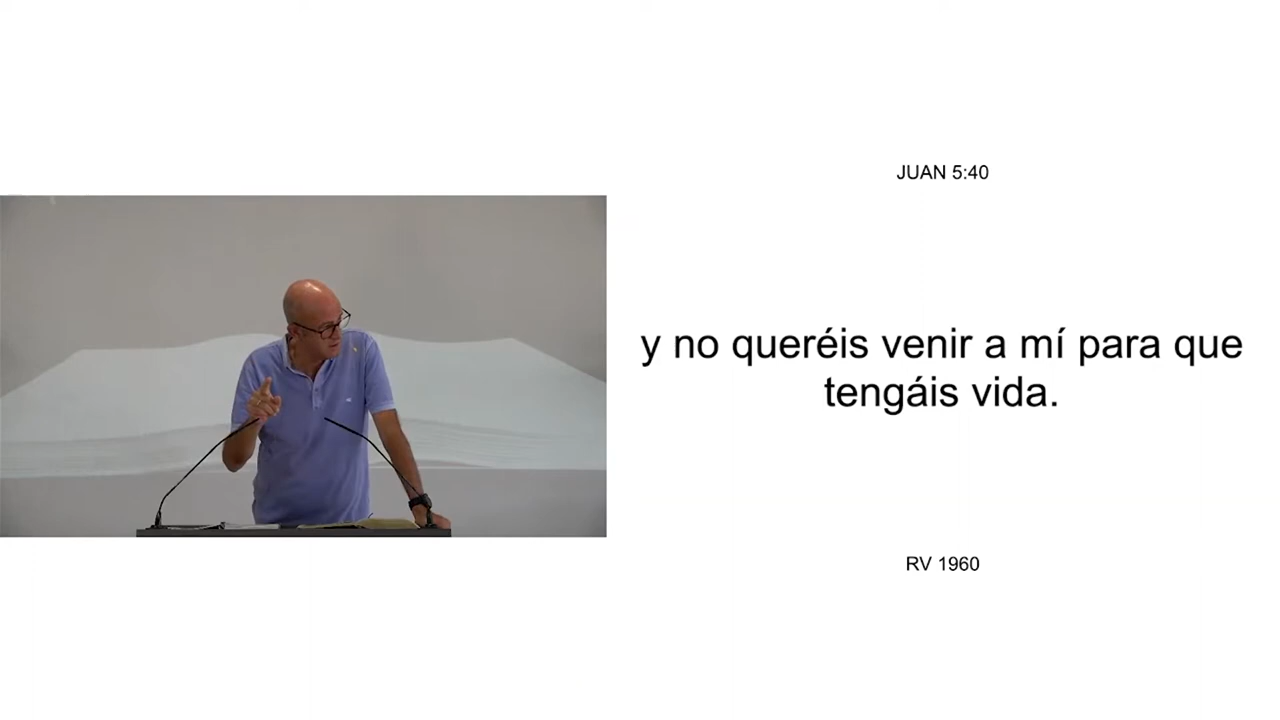 JUAN 5:40
y no queréis venir a mí para que
tengáis vida.
RV 1960